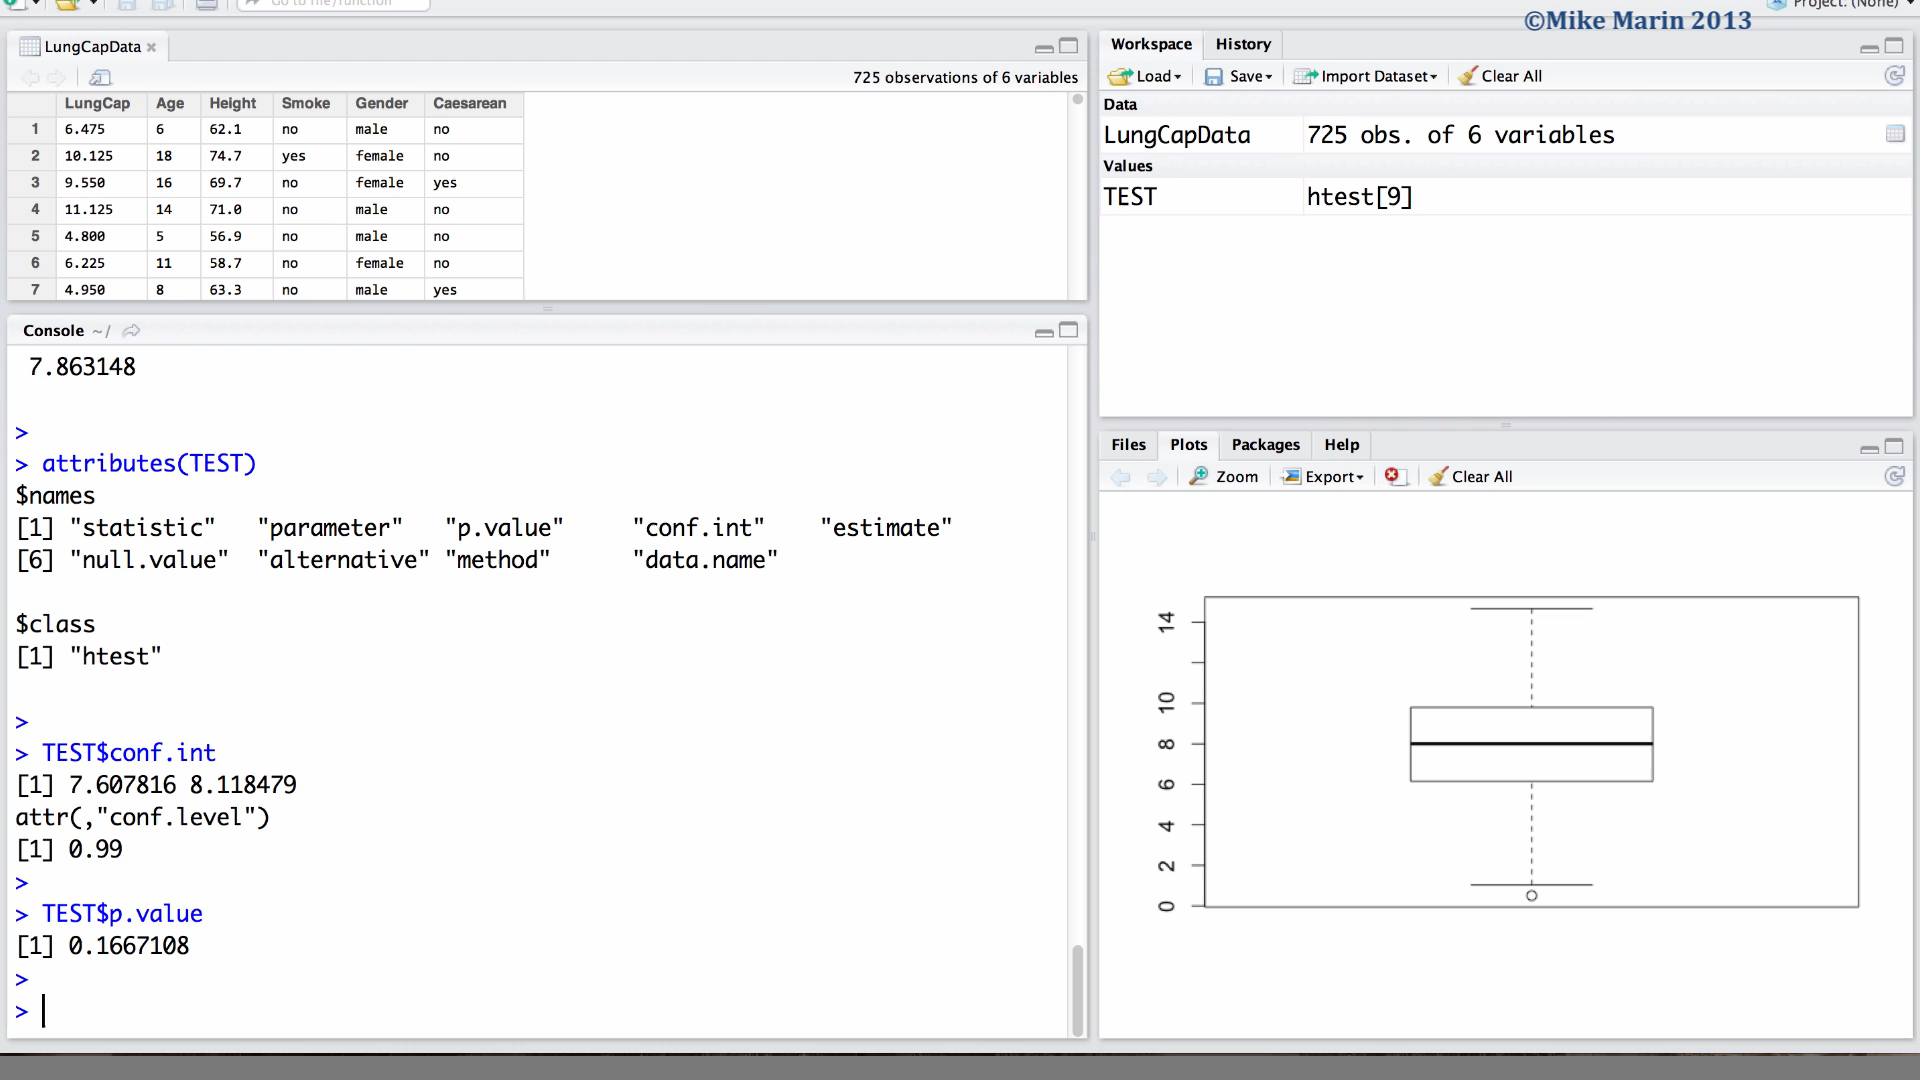 Go to file/function
Project: (None)
©Mike Marin 2013
LungCapData
725 observations of 6 variables
LungCap Age Height Smoke Gender Caesarean
1 6.475 6 62.1 no male no
2 10.125 18 74.7 yes female no
3 9.550 16 69.7 no female yes
4 11.125 14 71.0 no male no
5 4.800 5 56.9 no male no
6 6.225 11 58.7 no female no
7 4.950 8 63.3 no male yes
Console ~/
7.863148
>
> attributes(TEST)
$names
[1] "statistic" "parameter" "p.value" "conf.int" "estimate"
[6] "null.value" "alternative" "method" "data.name"
$class
[1] "htest"
>
> TEST$conf.int
[1] 7.607816 8.118479
attr(,"conf.level")
[1] 0.99
>
> TEST$p.value
[1] 0.1667108
>
>
Workspace History
Load Save Import Dataset Clear All
Data
LungCapData 725 obs. of 6 variables
Values
TEST htest[9]
Files Plots Packages Help
Zoom Export Clear All
14
10
8
6
4
2
0